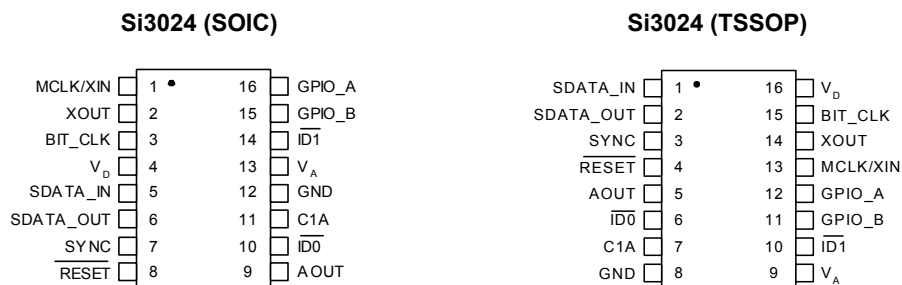 Si3024 (SOIC)
MCLK/XIN 1 16 GPIO_A
XOUT 2 15 GPIO_B
BIT_CLK 3 14 ID1
VD 4 13 VA
SDATA_IN 5 12 GND
SDATA_OUT 6 11 C1A
SYNC 7 10 ID0
RESET 8 9 AOUT
Si3024 (TSSOP)
SDATA_IN 1 16 VD
SDATA_OUT 2 15 BIT_CLK
SYNC 3 14 XOUT
RESET 4 13 MCLK/XIN
AOUT 5 12 GPIO_A
ID0 6 11 GPIO_B
C1A 7 10 ID1
GND 8 9 VA